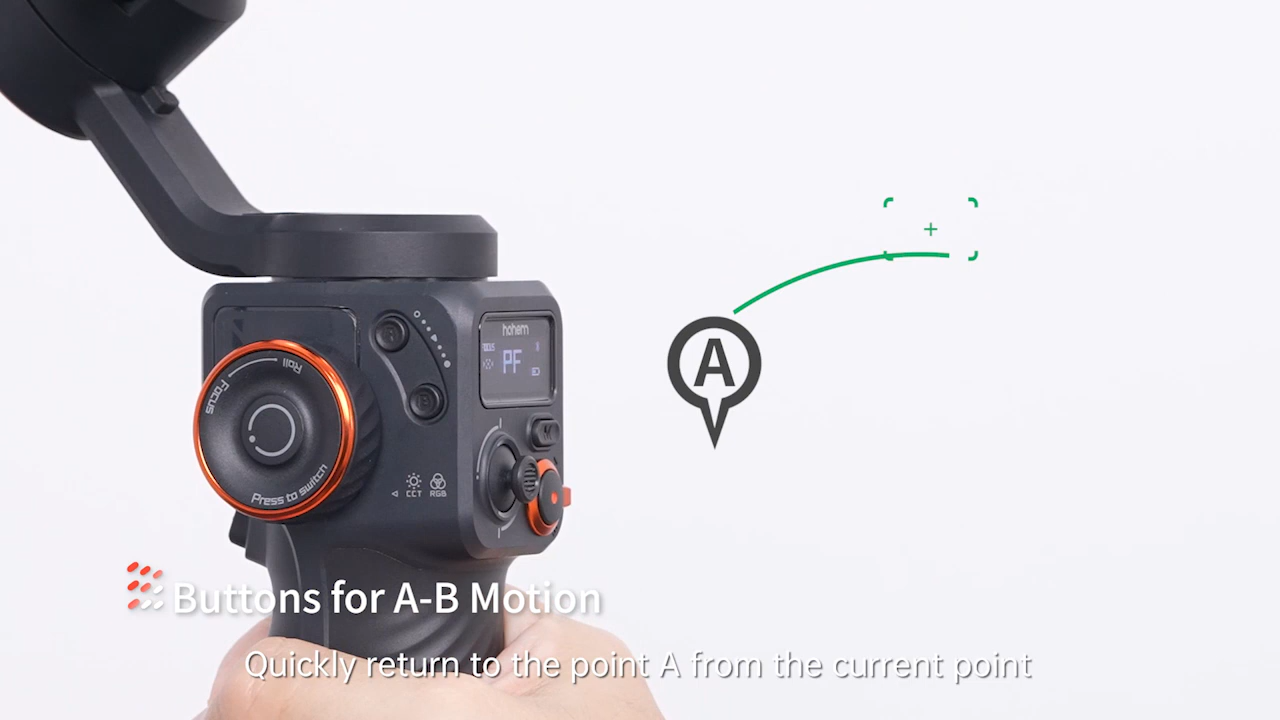 hohem
PF
Roll
Focus
Press to switch
CCT
RGB
M
A
Buttons for A-B Motion
Quickly return to the point A from the current point